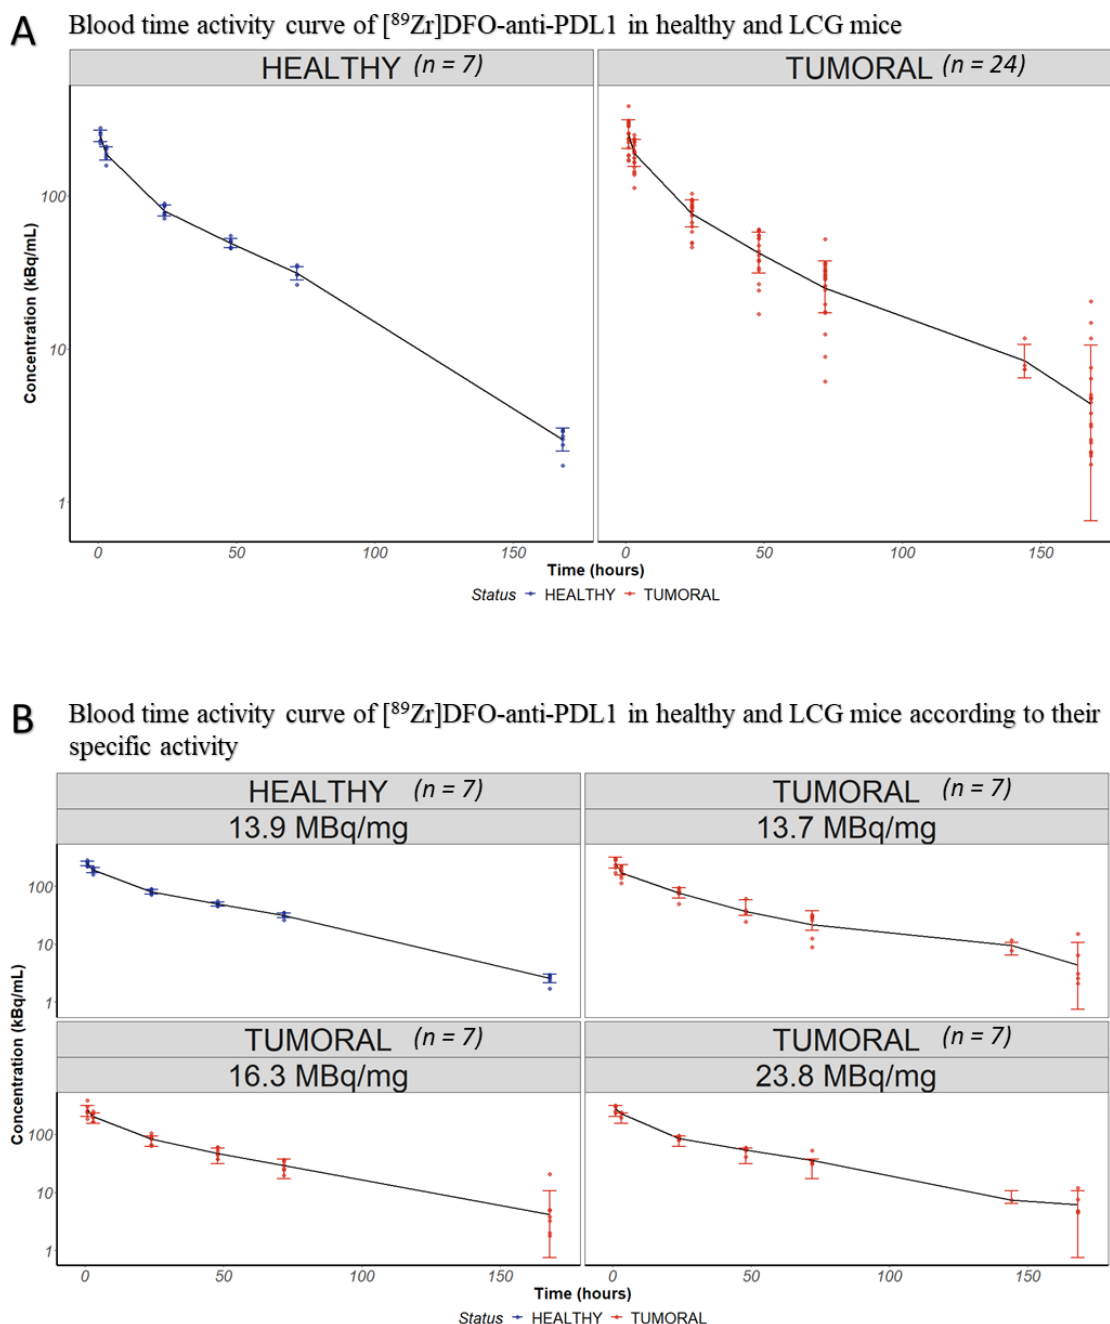 A
Blood time activity curve of [⁸⁹Zr]DFO-anti-PDL1 in healthy and LCG mice
HEALTHY (n = 7)
TUMORAL (n = 24)
Concentration (kBq/mL)
100
10
1
0 50 100 150
0 50 100 150
Time (hours)
Status HEALTHY TUMORAL
B
Blood time activity curve of [⁸⁹Zr]DFO-anti-PDL1 in healthy and LCG mice according to their
specific activity
HEALTHY (n = 7)
13.9 MBq/mg
TUMORAL (n = 7)
13.7 MBq/mg
Concentration (kBq/mL)
100
10
1
TUMORAL (n = 7)
16.3 MBq/mg
TUMORAL (n = 7)
23.8 MBq/mg
100
10
1
0 50 100 150
0 50 100 150
Time (hours)
Status HEALTHY TUMORAL